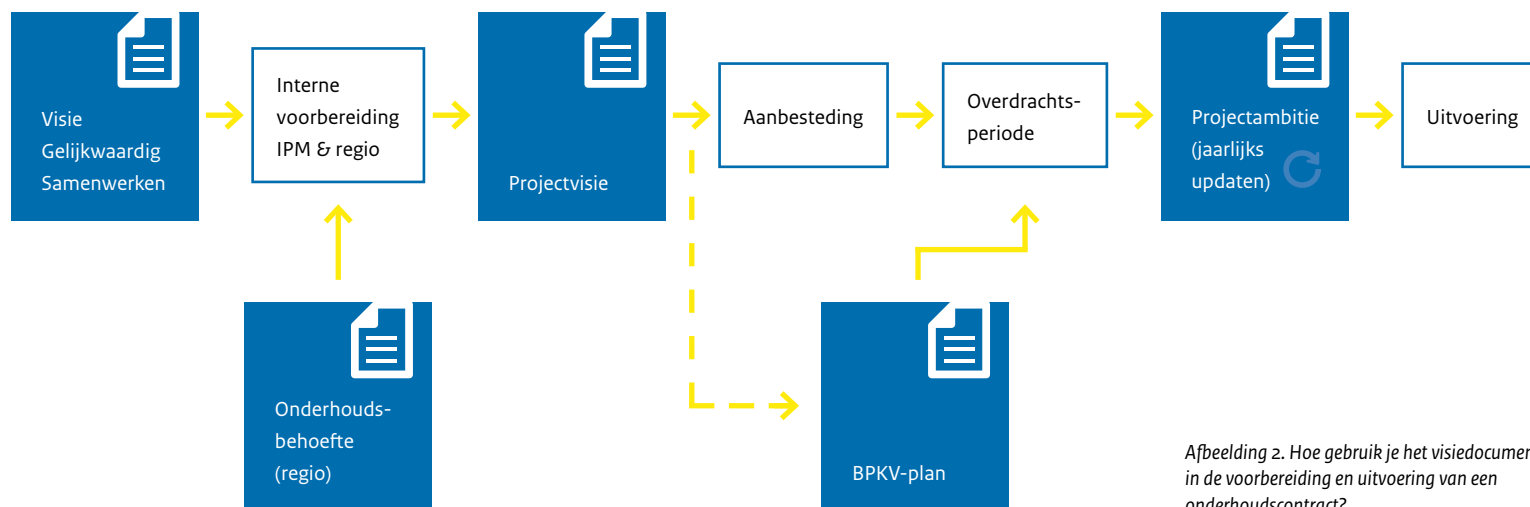 Visie
Gelijkwaardig
Samenwerken
Interne
voorbereiding
IPM & regio
Projectvisie
Aanbesteding
Overdrachts-
periode
Projectambitie
(jaarlijks
updaten)
Uitvoering
Onderhouds-
behoefte
(regio)
BPKV-plan
Afbeelding 2. Hoe gebruik je het visiedocumen
in de voorbereiding en uitvoering van een
onderhoudscontract?